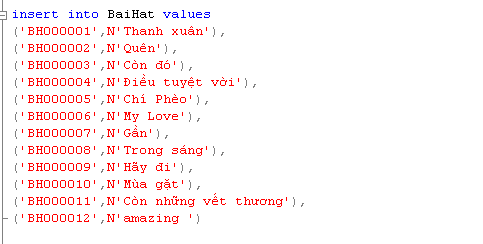 insert into BaiHat values
('BH000001',N'Thanh xuân'),
('BH000002',N'Quên'),
('BH000003',N'Còn đó'),
('BH000004',N'Điều tuyệt vời'),
('BH000005',N'Chí Phèo'),
('BH000006',N'My Love'),
('BH000007',N'Gần'),
('BH000008',N'Trong sáng'),
('BH000009',N'Hãy đi'),
('BH000010',N'Mùa gặt'),
('BH000011',N'Còn những vết thương'),
('BH000012',N'amazing ')